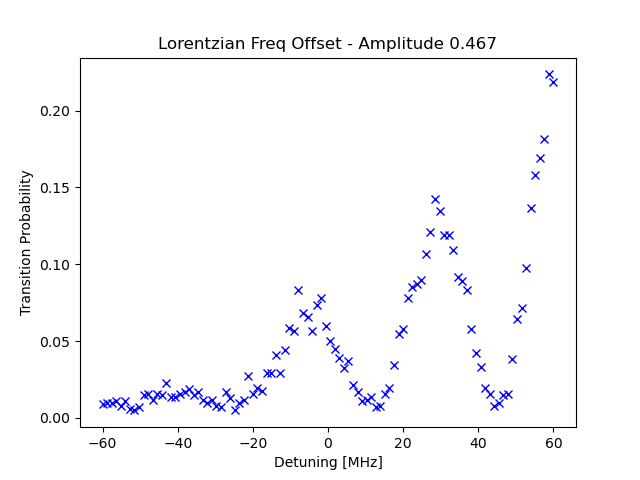 Lorentzian Freq Offset - Amplitude 0.467
Transition Probability
0.20
0.15
0.10
0.05
0.00
−60 −40 −20 0 20 40 60
Detuning [MHz]